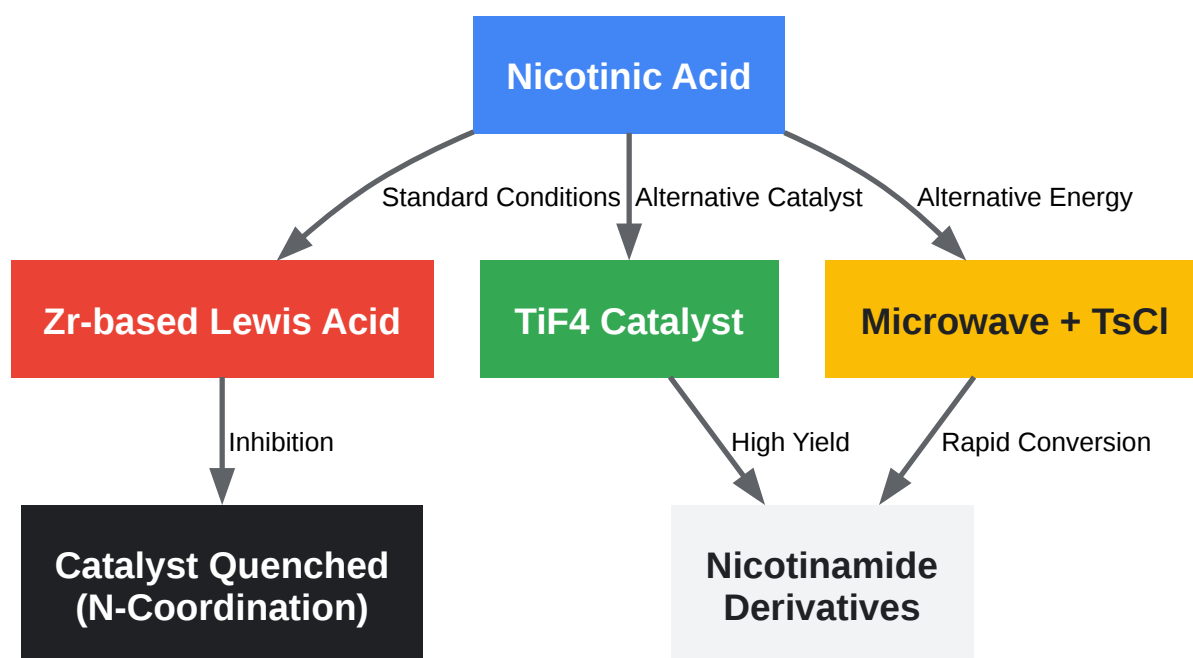 Nicotinic Acid
Standard Conditions
Alternative Catalyst
Alternative Energy
Zr-based Lewis Acid
TiF4 Catalyst
Microwave + TsCl
Inhibition
High Yield
Rapid Conversion
Catalyst Quenched
(N-Coordination)
Nicotinamide
Derivatives